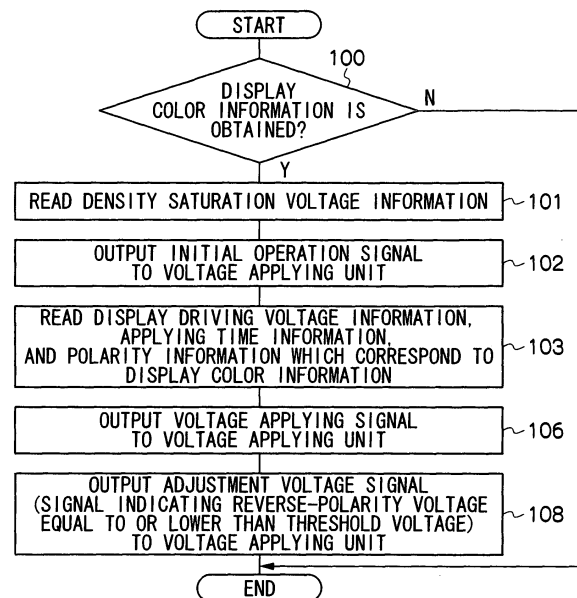 START
100
DISPLAY
COLOR INFORMATION IS
OBTAINED?
N
Y
READ DENSITY SATURATION VOLTAGE INFORMATION
101
OUTPUT INITIAL OPERATION SIGNAL
TO VOLTAGE APPLYING UNIT
102
READ DISPLAY DRIVING VOLTAGE INFORMATION,
APPLYING TIME INFORMATION,
AND POLARITY INFORMATION WHICH CORRESPOND TO
DISPLAY COLOR INFORMATION
103
OUTPUT VOLTAGE APPLYING SIGNAL
TO VOLTAGE APPLYING UNIT
106
OUTPUT ADJUSTMENT VOLTAGE SIGNAL
(SIGNAL INDICATING REVERSE-POLARITY VOLTAGE
EQUAL TO OR LOWER THAN THRESHOLD VOLTAGE)
TO VOLTAGE APPLYING UNIT
108
END